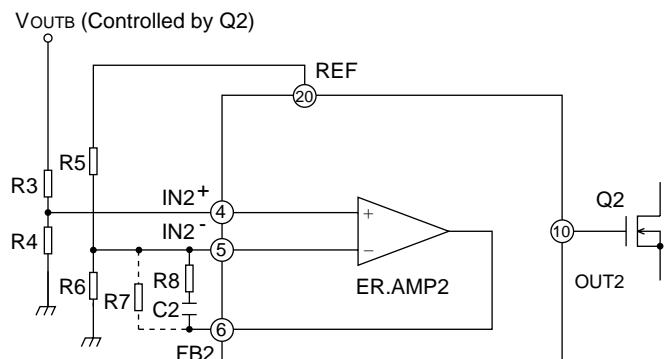 VOUTB (Controlled by Q2)
REF
20
R5
R3
IN2+
4
Q2
R4
IN2-
5
+
−
10
R8
R6
R7
C2
ER.AMP2
OUT2
6
FB2